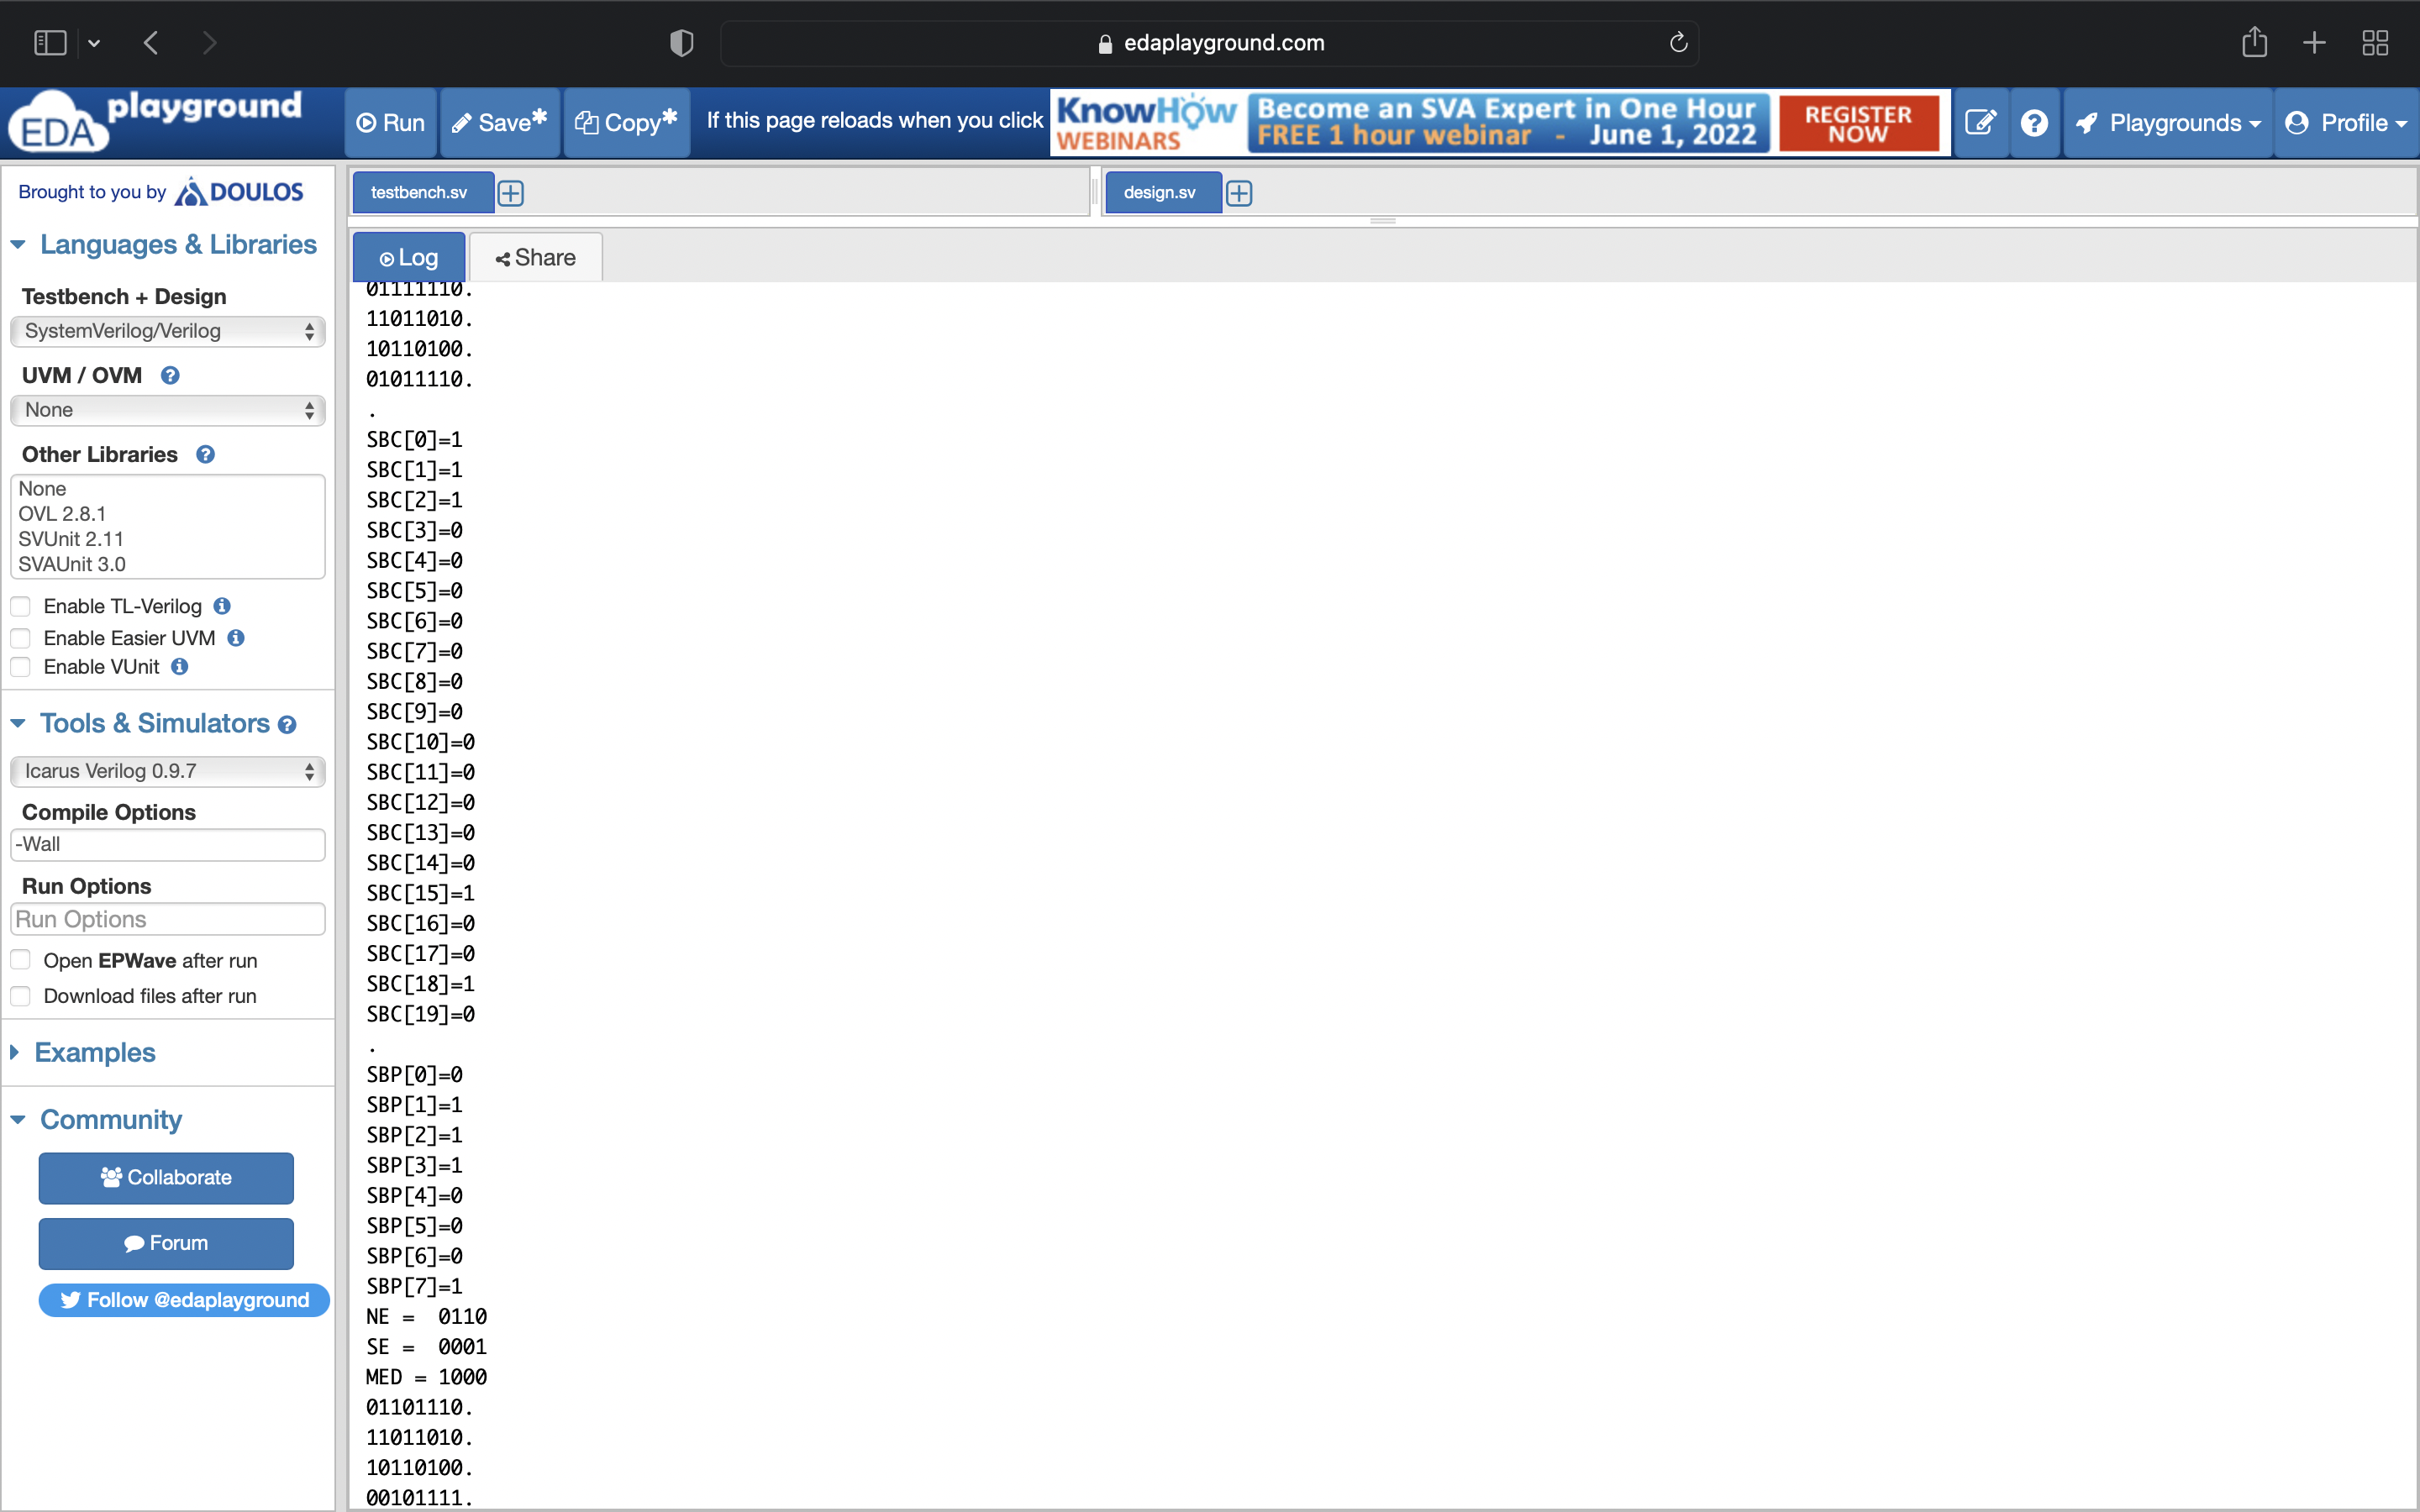 edaplayground.com
EDA playground
Run
Save*
Copy*
If this page reloads when you click
KnowHow WEBINARS
Become an SVA Expert in One Hour
FREE 1 hour webinar - June 1, 2022
REGISTER NOW
Playgrounds
Profile
Brought to you by DOULOS
Languages & Libraries
Testbench + Design
SystemVerilog/Verilog
UVM / OVM
None
Other Libraries
None
OVL 2.8.1
SVUnit 2.11
SVAUnit 3.0
Enable TL-Verilog
Enable Easier UVM
Enable VUnit
Tools & Simulators
Icarus Verilog 0.9.7
Compile Options
-Wall
Run Options
Run Options
Open EPWave after run
Download files after run
Examples
Community
Collaborate
Forum
Follow @edaplayground
testbench.sv
design.sv
Log
Share
01111110.
11011010.
10110100.
01011110.
.
SBC[0]=1
SBC[1]=1
SBC[2]=1
SBC[3]=0
SBC[4]=0
SBC[5]=0
SBC[6]=0
SBC[7]=0
SBC[8]=0
SBC[9]=0
SBC[10]=0
SBC[11]=0
SBC[12]=0
SBC[13]=0
SBC[14]=0
SBC[15]=1
SBC[16]=0
SBC[17]=0
SBC[18]=1
SBC[19]=0
.
SBP[0]=0
SBP[1]=1
SBP[2]=1
SBP[3]=1
SBP[4]=0
SBP[5]=0
SBP[6]=0
SBP[7]=1
NE =  0110
SE =  0001
MED = 1000
01101110.
11011010.
10110100.
00101111.